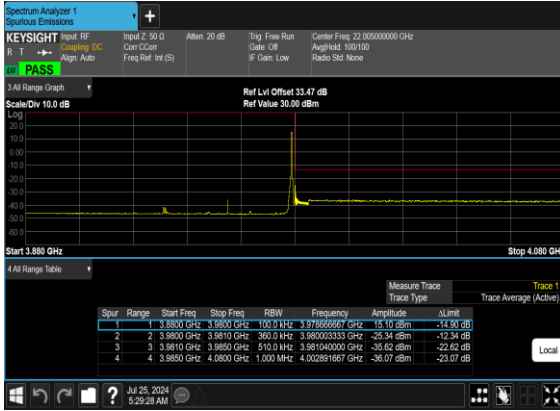 Spectrum Analyzer 1
Spurious Emissions
+
KEYSIGHT Input: RF Input Z: 50 Ω Atten: 20 dB Trig: Free Run Center Freq: 22.005000000 GHz
R T Coupling: DC Corr CCorr Gate: Off Avg|Hold: 100/100
Align: Auto Freq Ref: Int (S) IF Gain: Low Radio Std: None
PASS
3 All Range Graph
Ref Lvl Offset 33.47 dB
Scale/Div 10.0 dB Ref Value 30.00 dBm
Log
20.0
10.0
0.00
-10.0
-20.0
-30.0
-40.0
-50.0
-60.0
Start 3.880 GHz Stop 4.080 GH
4 All Range Table
Measure Trace Trace 1
Trace Type Trace Average (Active)
Spur Range Start Freq Stop Freq RBW Frequency Amplitude ΔLimit
1 1 3.8800 GHz 3.9800 GHz 100.0 kHz 3.978666667 GHz 15.10 dBm -14.90 dB
2 2 3.9800 GHz 3.9810 GHz 360.0 kHz 3.980003333 GHz -25.34 dBm -12.34 dB
3 3 3.9810 GHz 3.9850 GHz 510.0 kHz 3.981040000 GHz -35.62 dBm -22.62 dB
4 4 3.9850 GHz 4.0800 GHz 1.000 MHz 4.002891667 GHz -36.07 dBm -23.07 dB
Local
? Jul 25, 2024
5:29:28 AM